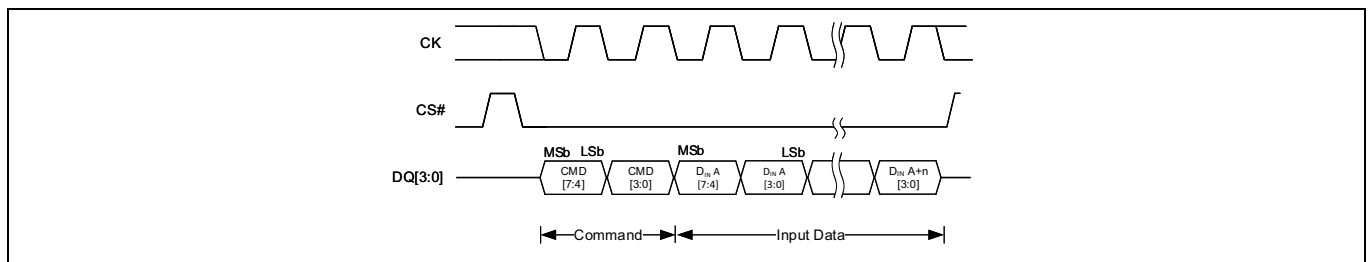 CK
CS#
MSb LSb MSb LSb
DQ[3:0] CMD CMD DIN A DIN A DIN A+n
[7:4] [3:0] [7:4] [3:0] [3:0]
Command Input Data